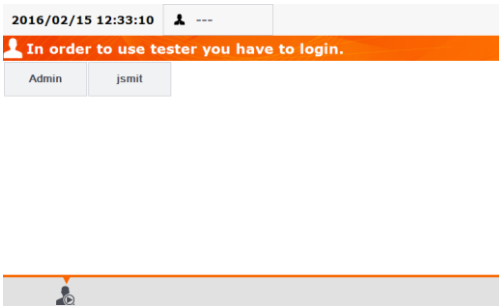 2016/02/15 12:33:10 ---
In order to use tester you have to login.
Admin jsmit